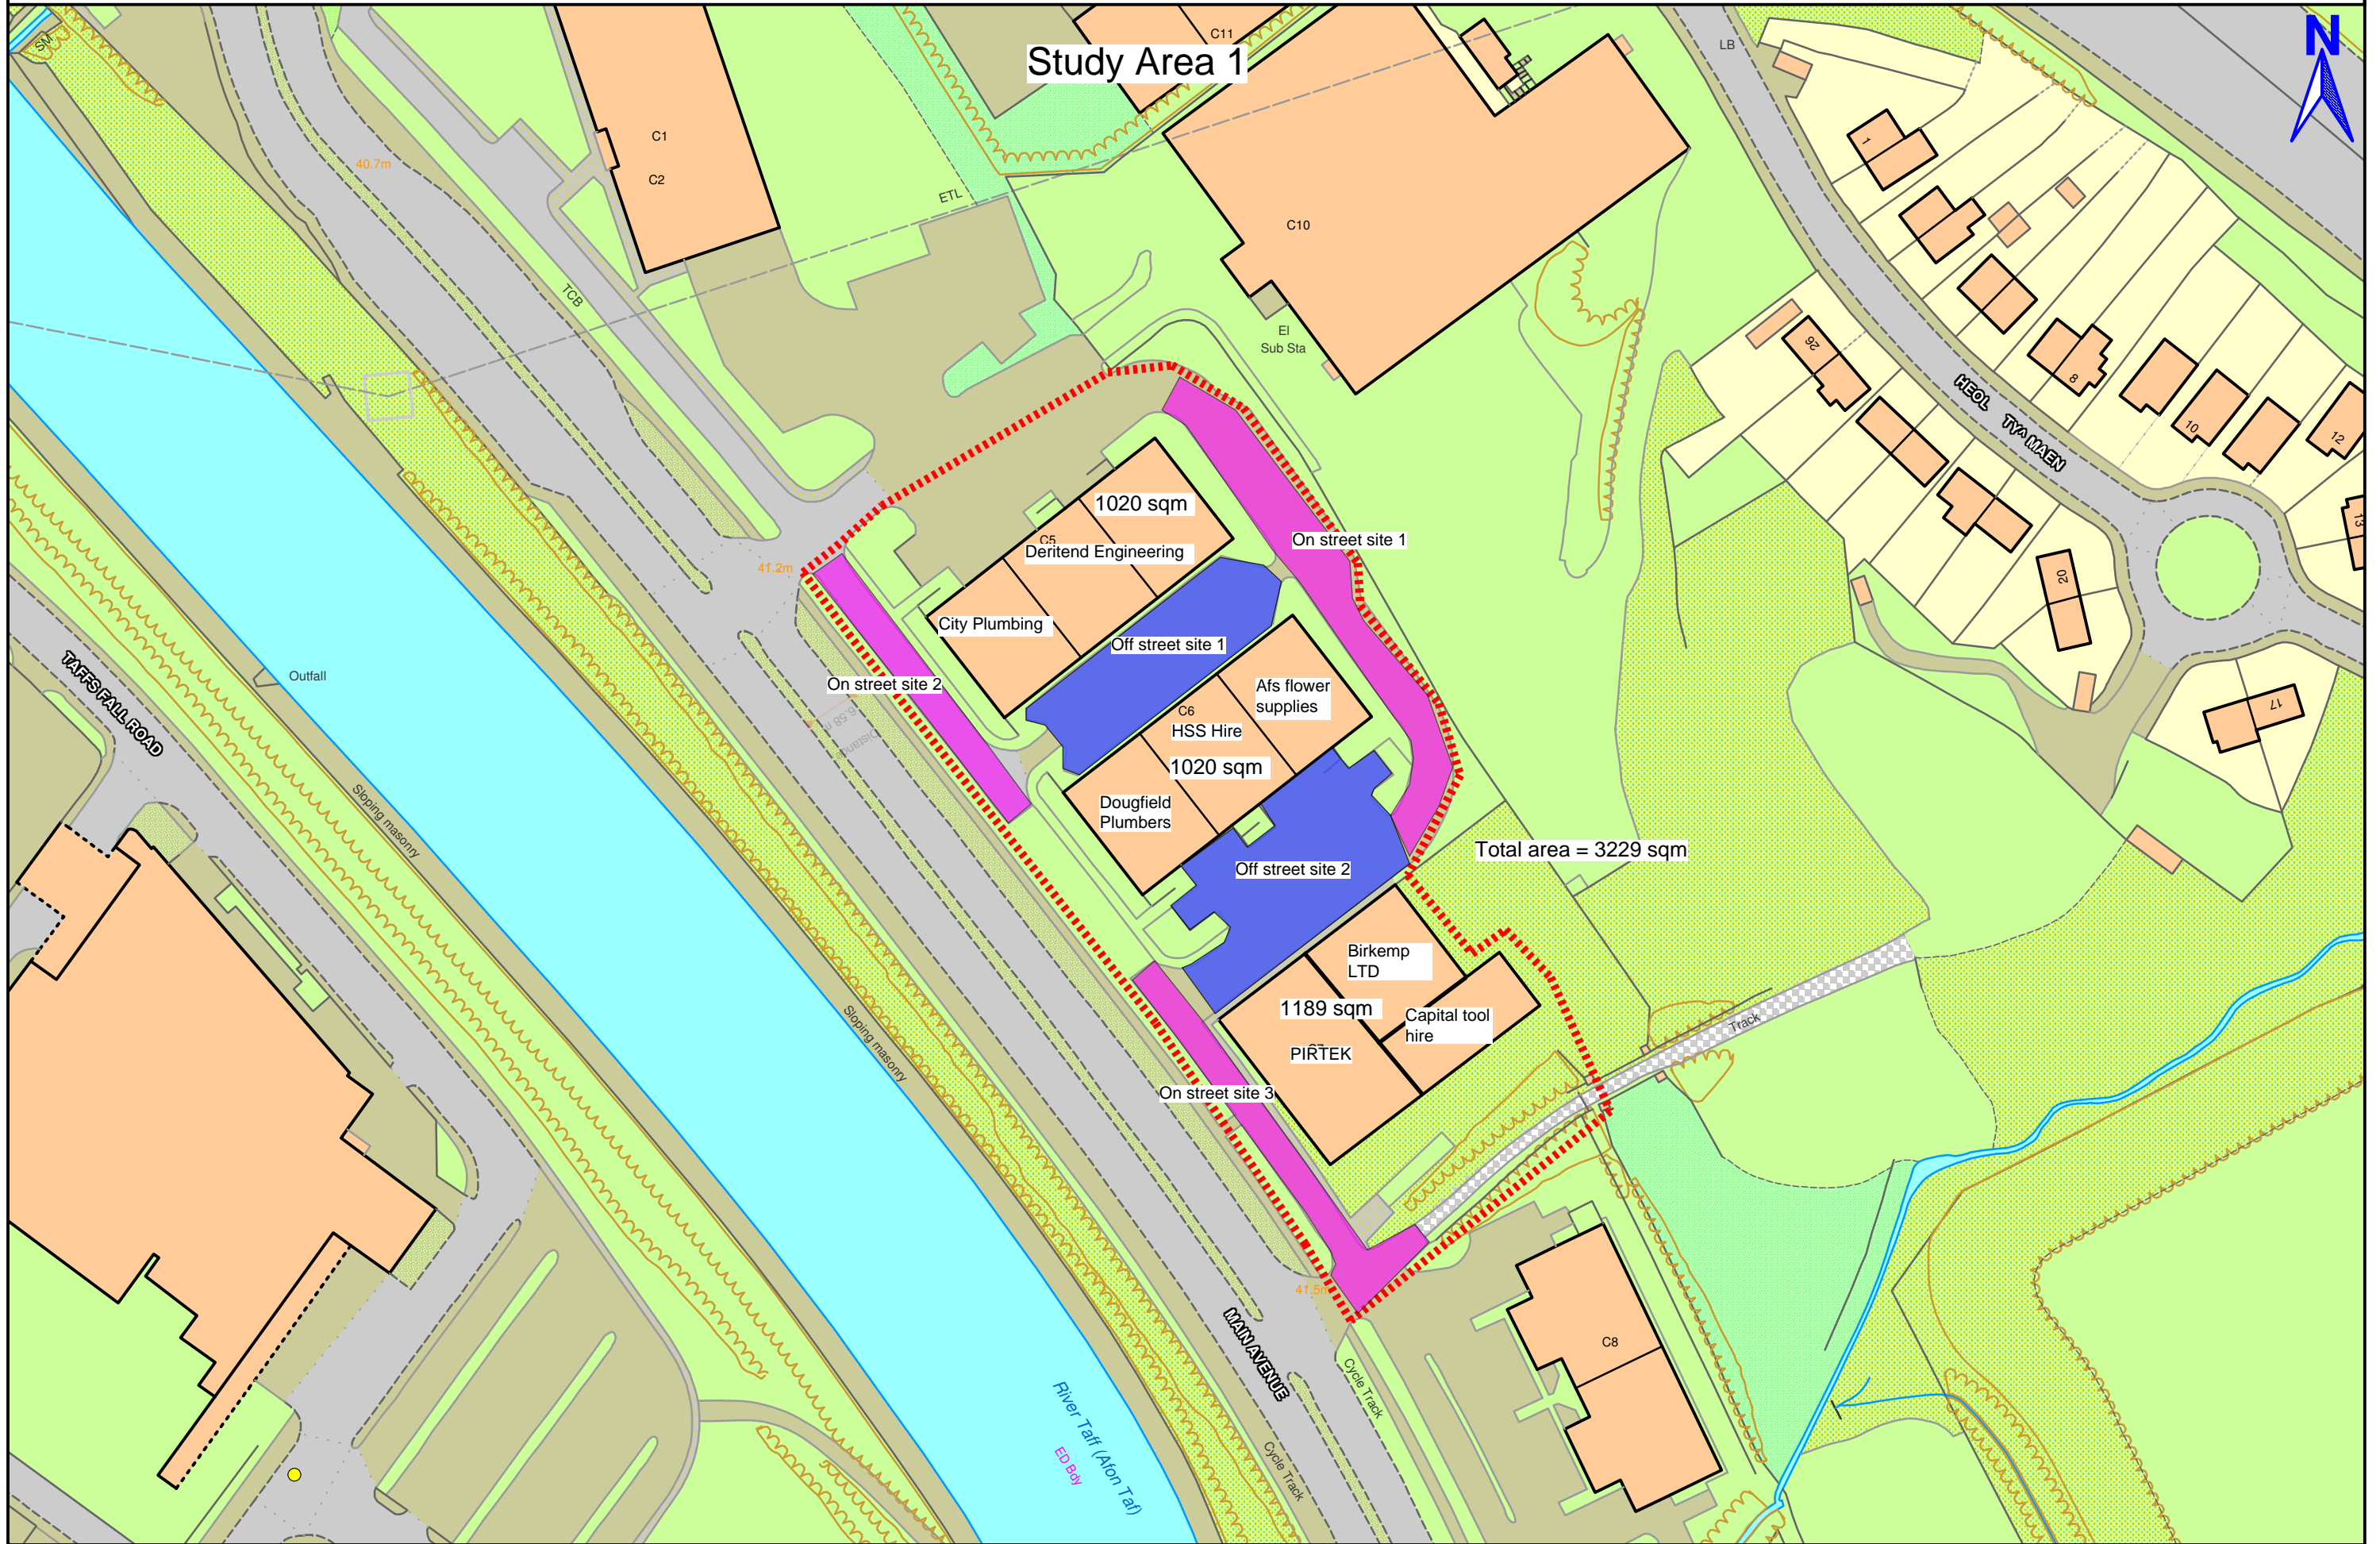 Study Area 1
N
SM
C11
LB
C1
C2
40.7m
ETL
TCB
C10
El
Sub Sta
1
26
8
10
12
13
20
17
HEOL TY^ MAEN
1020 sqm
C5
Deritend Engineering
On street site 1
41.2m
City Plumbing
Off street site 1
On street site 2
Outfall
TAFFS FALL ROAD
Afs flower
supplies
C6
HSS Hire
1020 sqm
Dougfield
Plumbers
Sloping masonry
Off street site 2
Total area = 3229 sqm
Birkemp
LTD
1189 sqm
Capital tool
hire
PIRTEK
Track
Sloping masonry
On street site 3
41.5m
MAIN AVENUE
C8
Cycle Track
Cycle Track
River Taff (Afon Taf)
ED Bdy